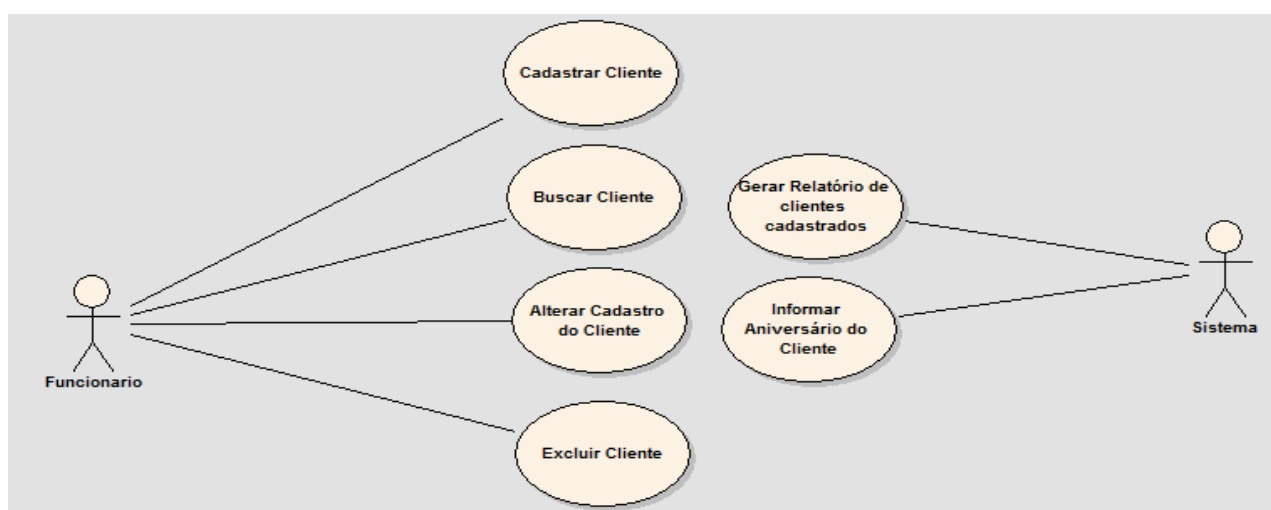 Cadastrar Cliente
Buscar Cliente
Alterar Cadastro
do Cliente
Excluir Cliente
Gerar Relatório de
clientes
cadastrados
Informar
Aniversário do
Cliente
Funcionario
Sistema